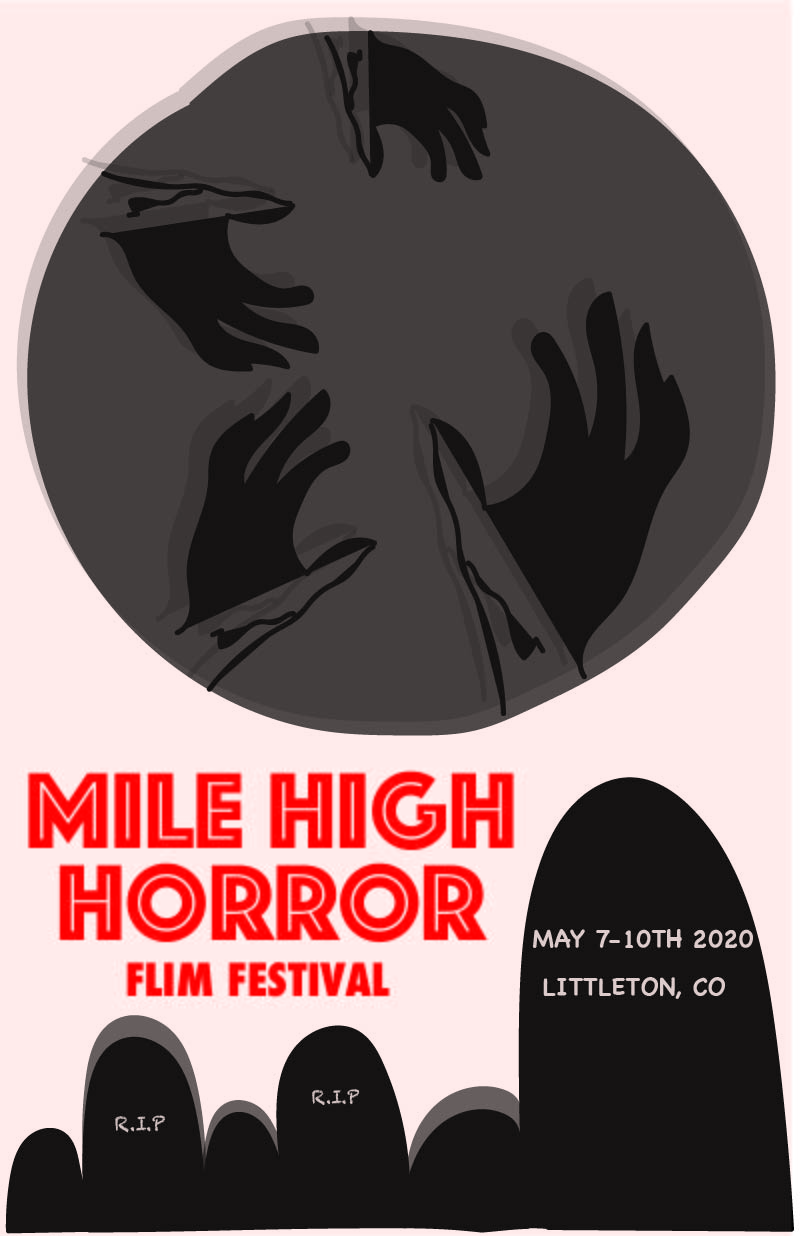 MILE HIGH
HORROR
FLIM FESTIVAL
MAY 7-10TH 2020
LITTLETON, CO
R.I.P
R.I.P